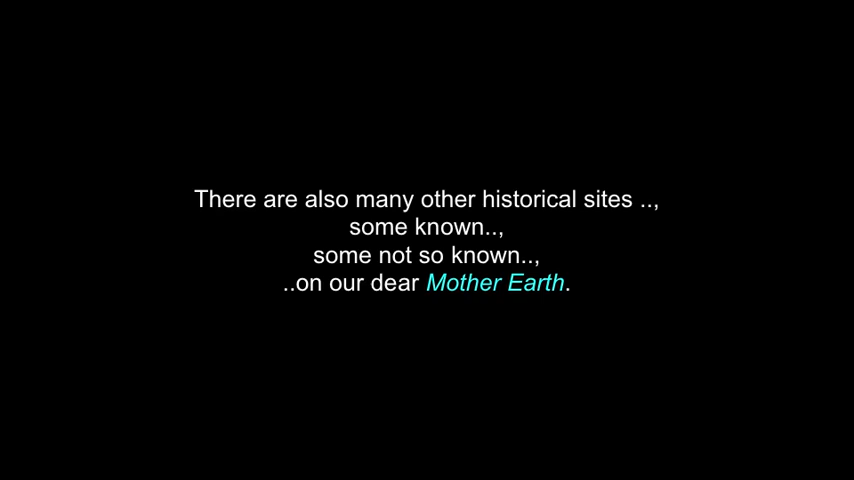 There are also many other historical sites ..,
some known..,
some not so known..,
..on our dear Mother Earth.